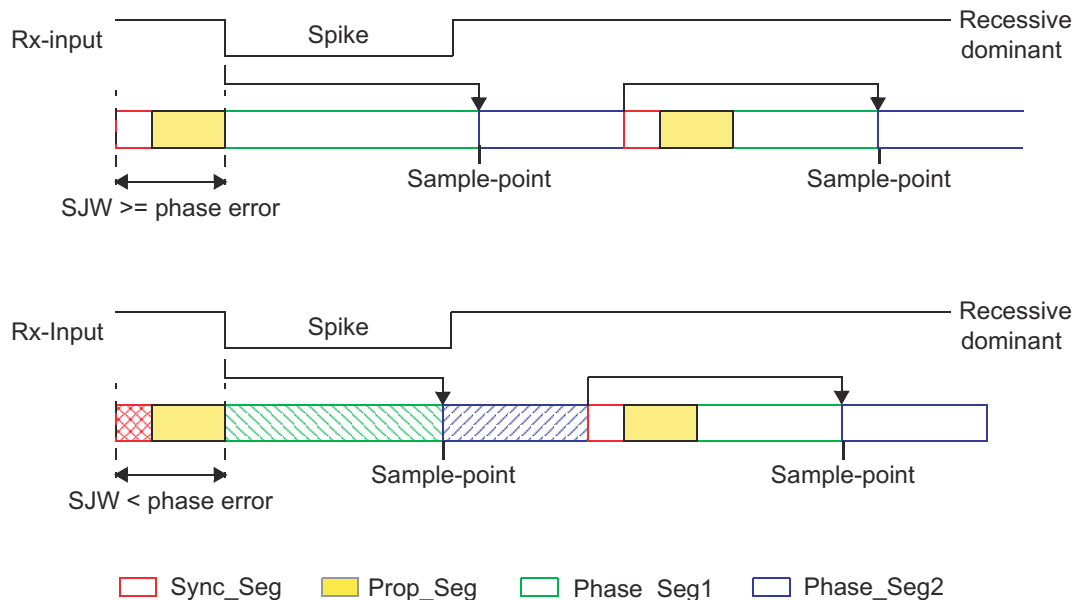 Rx-input
Spike
Recessive
dominant
Sample-point
Sample-point
SJW >= phase error
Rx-Input
Spike
Recessive
dominant
Sample-point
Sample-point
SJW < phase error
Sync_Seg
Prop_Seg
Phase_Seg1
Phase_Seg2